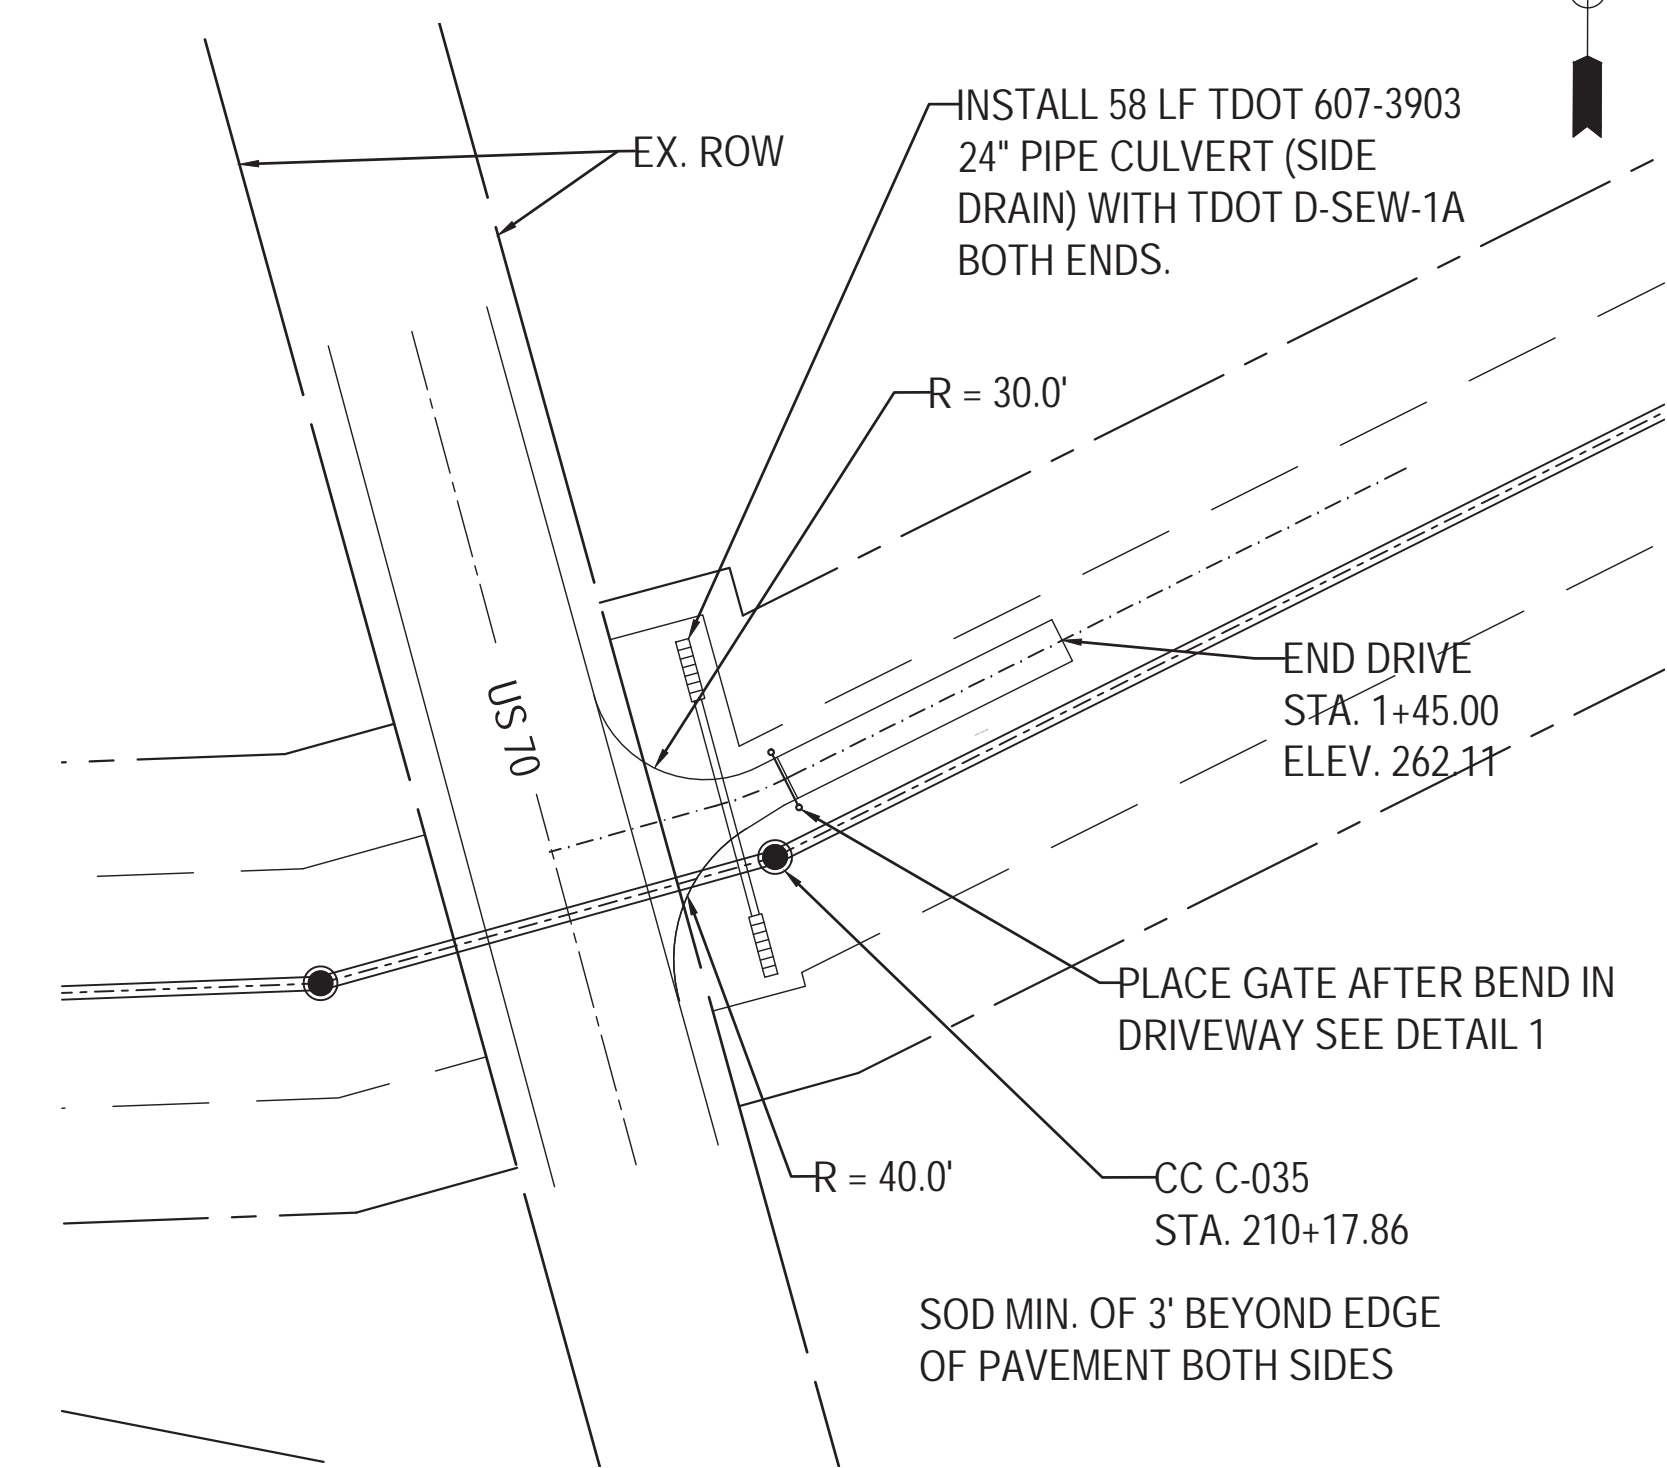 INSTALL 58 LF TDOT 607-3903
24" PIPE CULVERT (SIDE
DRAIN) WITH TDOT D-SEW-1A
BOTH ENDS.
EX. ROW
R = 30.0'
END DRIVE
STA. 1+45.00
ELEV. 262.11
US 70
PLACE GATE AFTER BEND IN
DRIVEWAY SEE DETAIL 1
R = 40.0'
CC C-035
STA. 210+17.86
SOD MIN. OF 3' BEYOND EDGE
OF PAVEMENT BOTH SIDES